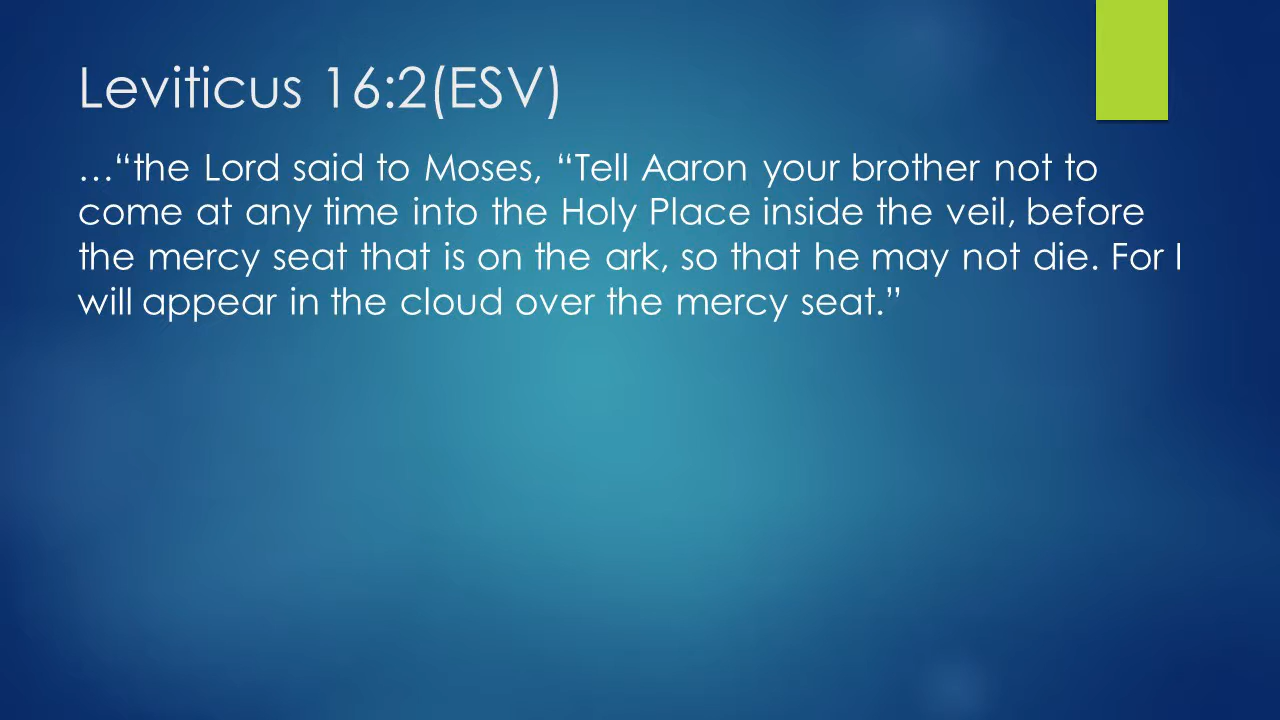 Leviticus 16:2(ESV)
…“the Lord said to Moses, “Tell Aaron your brother not to
come at any time into the Holy Place inside the veil, before
the mercy seat that is on the ark, so that he may not die. For I
will appear in the cloud over the mercy seat.”